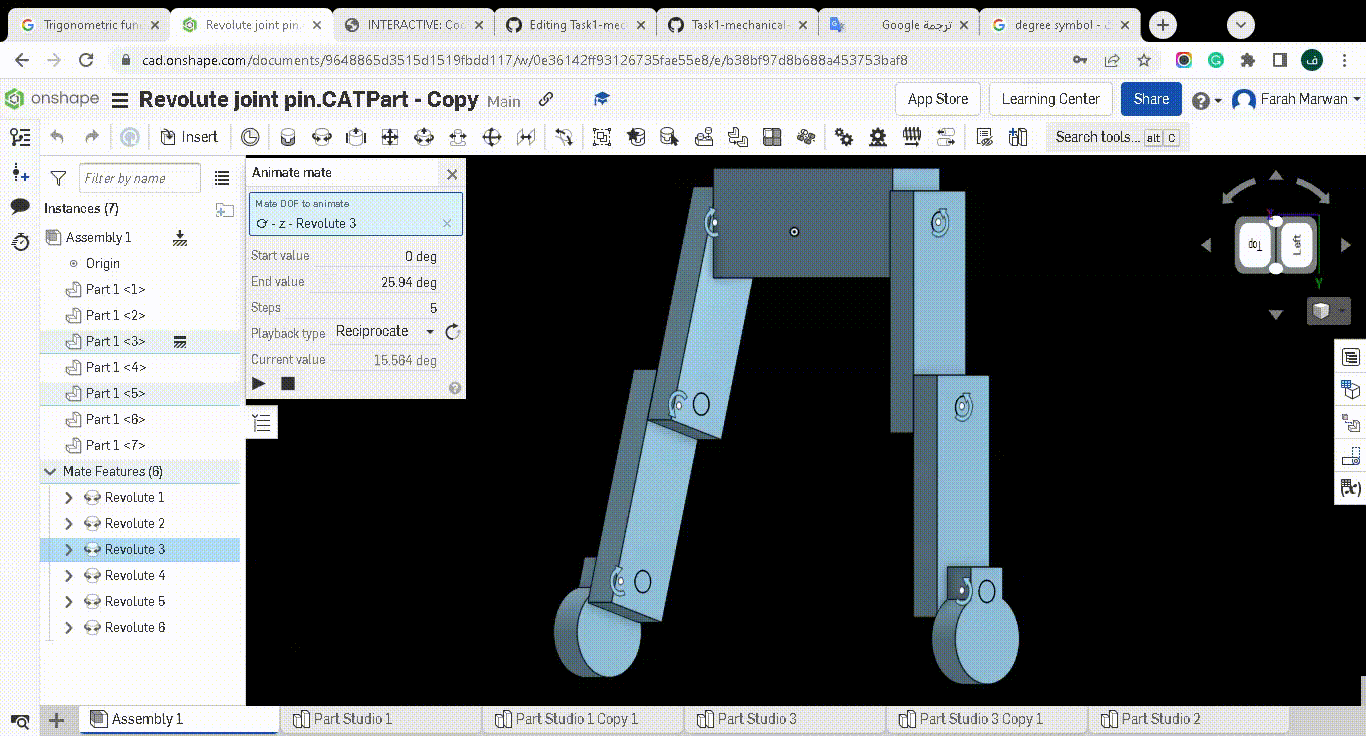 Trigonometric fun
Revolute joint pin.
INTERACTIVE: Co
Editing Task1-mec
Task1-mechanical-
ترجمة Google
degree symbol -
cad.onshape.com/documents/9648865d3515d1519fbdd117/w/0e36142ff93126735fae55e8/e/b38bf97d8b688a453753baf8
ف
onshape
Revolute joint pin.CATPart - Copy Main
App Store
Learning Center
Share
Farah Marwan
Insert
Search tools... alt C
Filter by name
Instances (7)
Assembly 1
Origin
Part 1 <1>
Part 1 <2>
Part 1 <3>
Part 1 <4>
Part 1 <5>
Part 1 <6>
Part 1 <7>
Mate Features (6)
Revolute 1
Revolute 2
Revolute 3
Revolute 4
Revolute 5
Revolute 6
Animate mate
Mate DOF to animate
- z - Revolute 3
Start value 0 deg
End value 25.94 deg
Steps 5
Playback type Reciprocate
Current value 15.564 deg
Top
Left
Y
Assembly 1
Part Studio 1
Part Studio 1 Copy 1
Part Studio 3
Part Studio 3 Copy 1
Part Studio 2